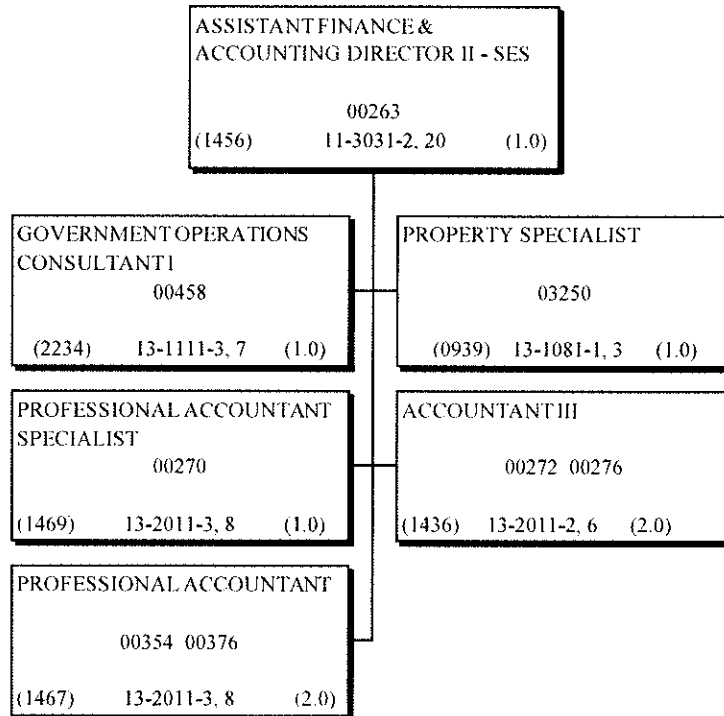 ASSISTANT FINANCE &
ACCOUNTING DIRECTOR II - SES
00263
(1456) 11-3031-2, 20 (1.0)
GOVERNMENT OPERATIONS
CONSULTANT I
00458
(2234) 13-1111-3, 7 (1.0)
PROPERTY SPECIALIST
03250
(0939) 13-1081-1, 3 (1.0)
PROFESSIONAL ACCOUNTANT
SPECIALIST
00270
(1469) 13-2011-3, 8 (1.0)
ACCOUNTANT III
00272 00276
(1436) 13-2011-2, 6 (2.0)
PROFESSIONAL ACCOUNTANT
00354 00376
(1467) 13-2011-3, 8 (2.0)